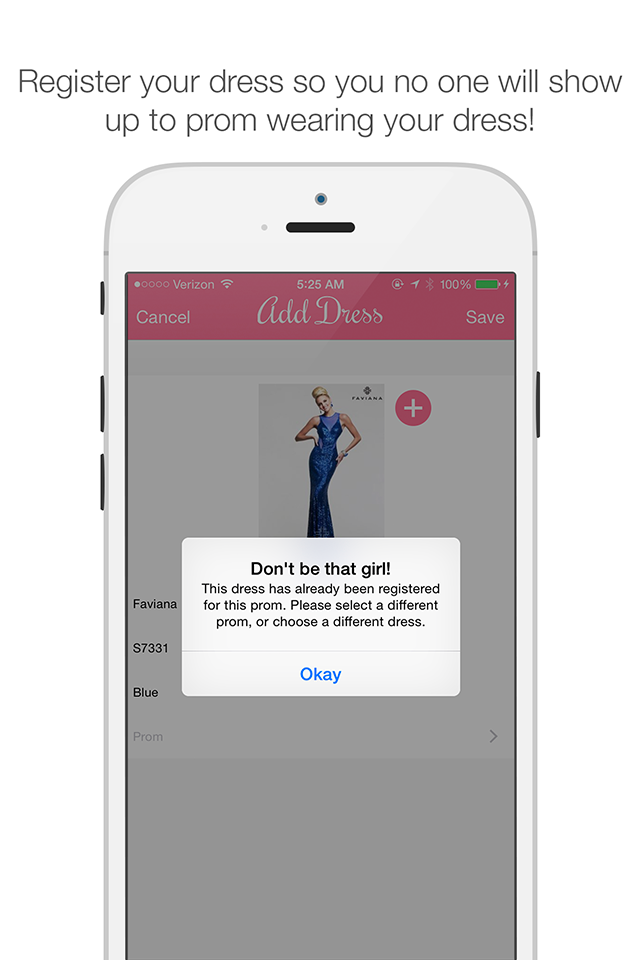 Register your dress so you no one will show
up to prom wearing your dress!
Verizon 5:25 AM 100%
Cancel Add Dress Save
FAVIANA
Don't be that girl!
This dress has already been registered
for this prom. Please select a different
prom, or choose a different dress.
Faviana
S7331
Okay
Blue
Prom